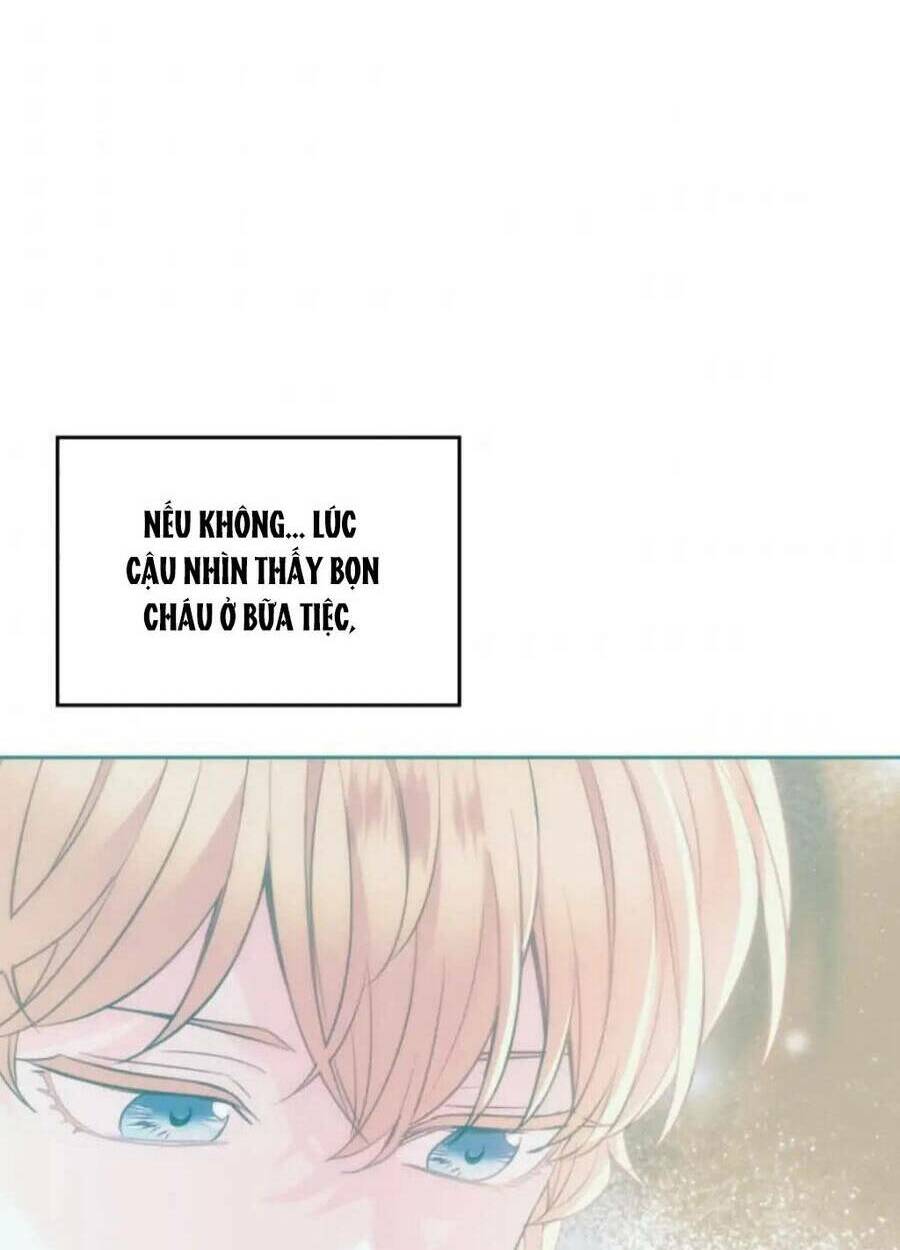 NẾU KHÔNG... LÚC
CẬU NHÌN THẤY BỌN
CHÁU Ở BỮA TIỆC,